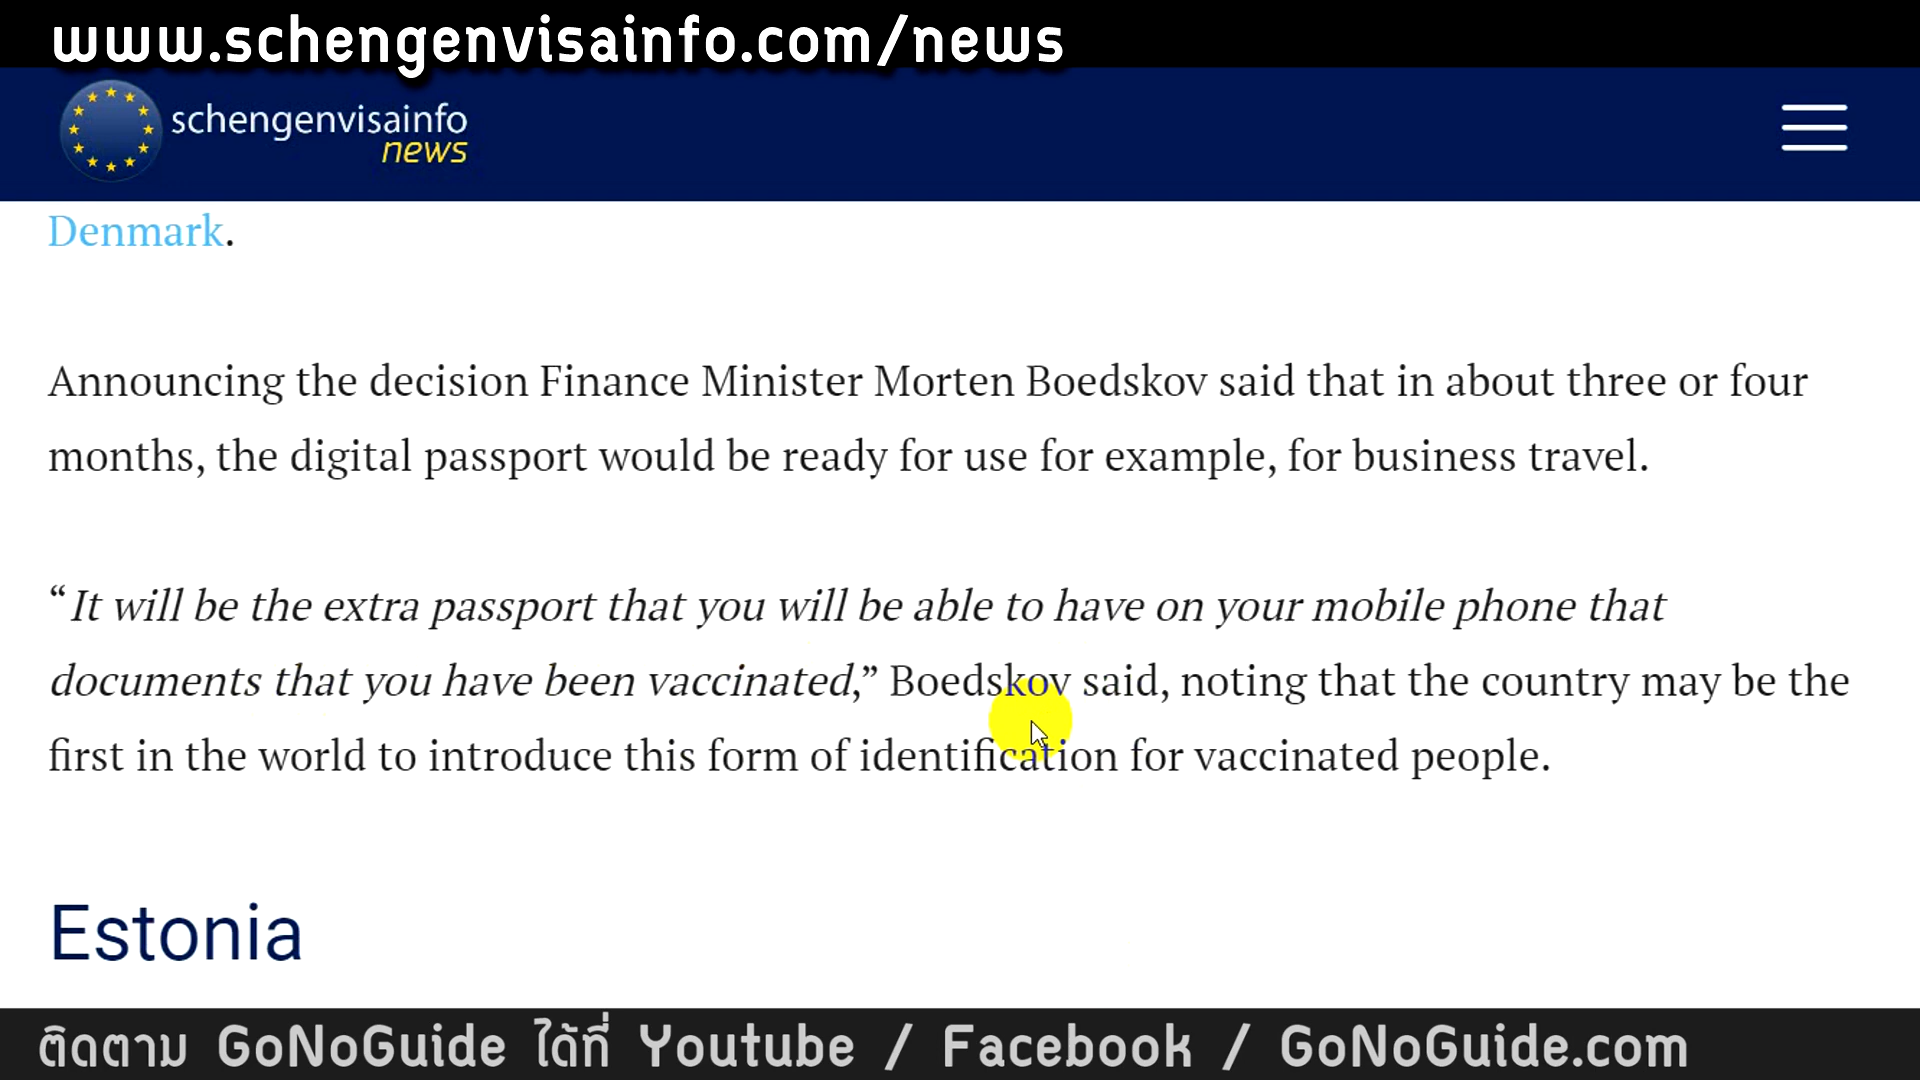 www.schengenvisainfo.com/news
schengenvisainfo
news
Denmark.
Announcing the decision Finance Minister Morten Boedskov said that in about three or four
months, the digital passport would be ready for use for example, for business travel.
“It will be the extra passport that you will be able to have on your mobile phone that
documents that you have been vaccinated,” Boedskov said, noting that the country may be the
first in the world to introduce this form of identification for vaccinated people.
Estonia
ติดตาม GoNoGuide ได้ที่ Youtube / Facebook / GoNoGuide.com